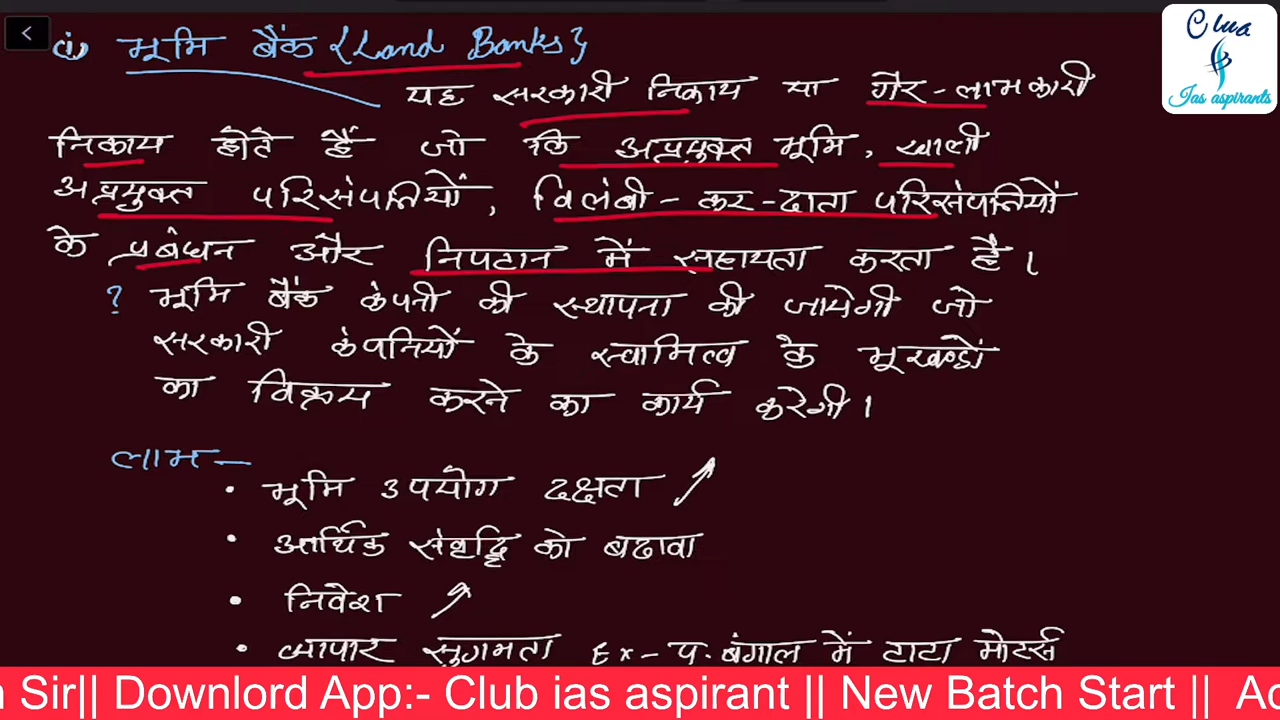 (i) भूमि बैंक {Land Banks}
यह सरकारी निकाय या गैर-लाभकारी
निकाय होते हैं जो कि अप्रयुक्त भूमि, खाली
अप्रयुक्त परिसंपत्तियों, विलंबी-कर-दाता परिसंपत्तियों
के प्रबंधन और निपटान में सहायता करता है।
? भूमि बैंक कंपनी की स्थापना की जायेगी जो
सरकारी कंपनियों के स्वामित्व के भूखण्डों
का विक्रय करने का कार्य करेगी।
लाभ –
• भूमि उपयोग दक्षता ↗
• आर्थिक संवृद्धि को बढावा
• निवेश ↗
• व्यापार सुगमता Ex- प. बंगाल में टाटा मोटर्स
Club
Ias aspirants
n Sir|| Downlord App:- Club ias aspirant || New Batch Start || Ad